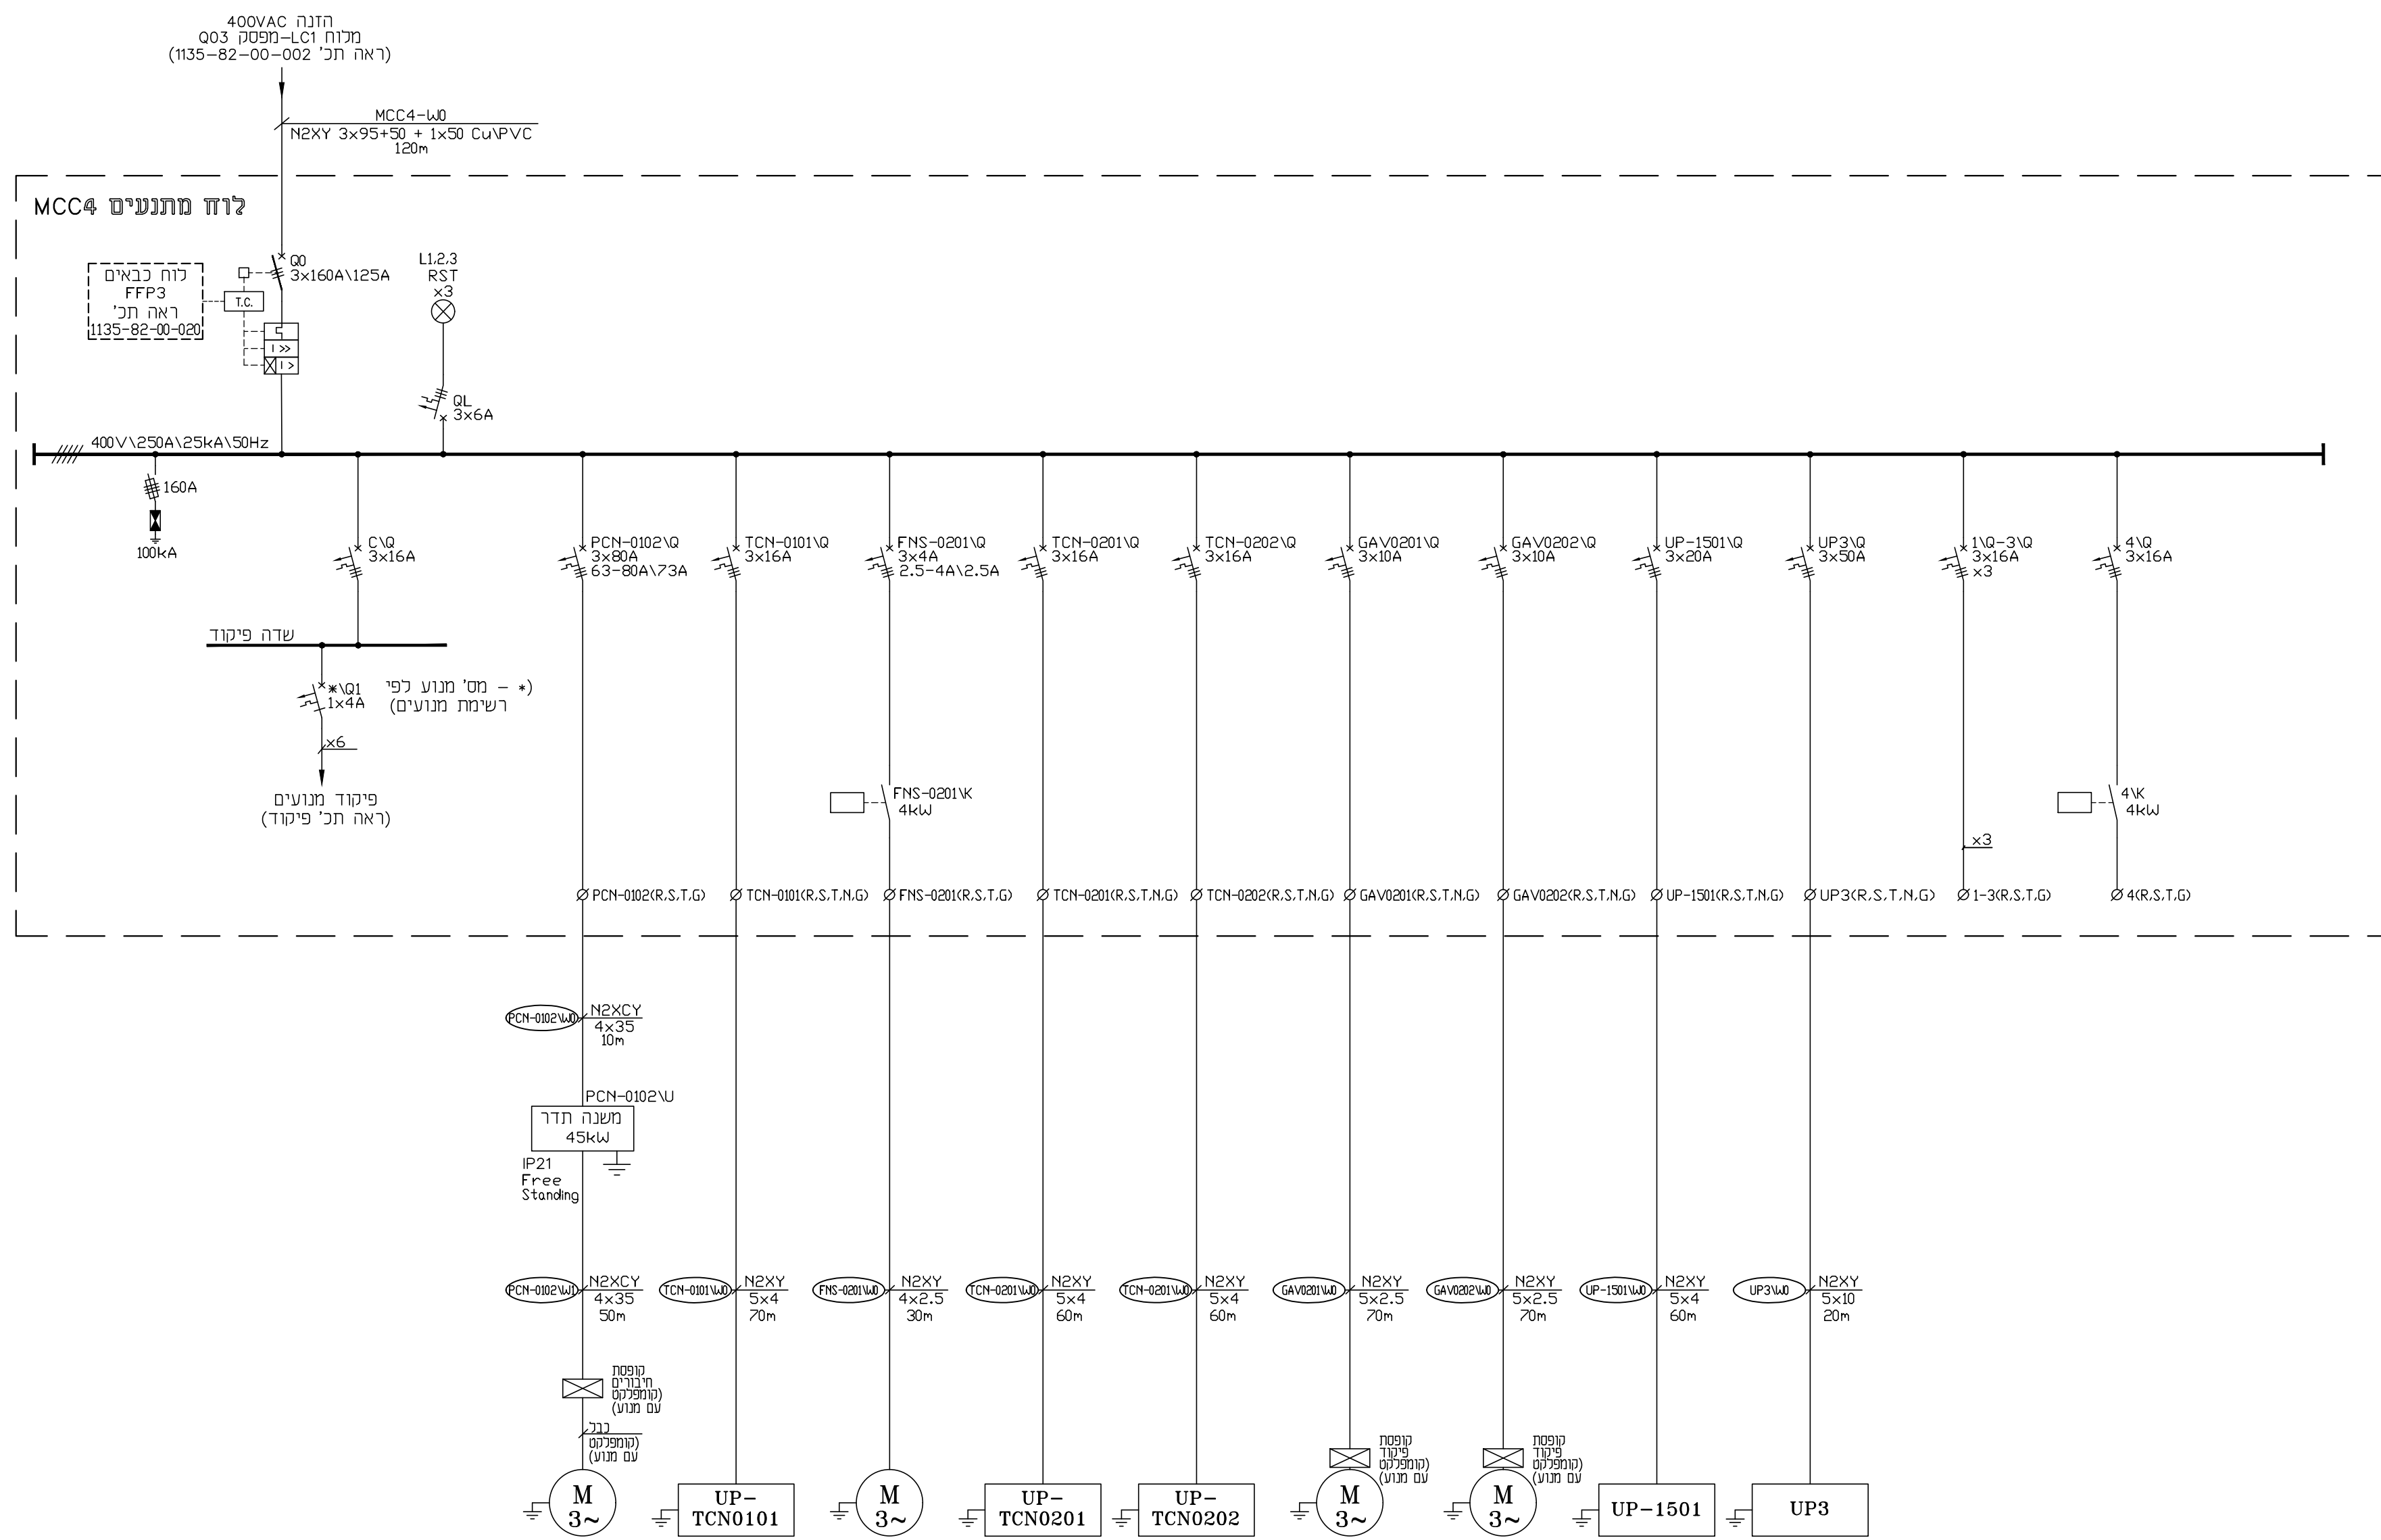 הזנה 400VAC
מלוח LC1-מפסק Q03
(ראה תכ' 1135-82-00-002)
MCC4-W0
N2XY 3x95+50 + 1x50 Cu\PVC
120m
לוח מתנעים MCC4
לוח כבאים
FFP3
ראה תכ'
1135-82-00-020
T.C.
Q0
3x160A\125A
I >>
I >
L1,2,3
RST
x3
QL
3x6A
400V\250A\25kA\50Hz
160A
100kA
C\Q
3x16A
שדה פיקוד
*\Q1
1x4A
(* - מס' מנוע לפי
רשימת מנועים)
x6
פיקוד מנועים
(ראה תכ' פיקוד)
PCN-0102\Q
3x80A
63-80A\73A
TCN-0101\Q
3x16A
FNS-0201\Q
3x4A
2.5-4A\2.5A
TCN-0201\Q
3x16A
TCN-0202\Q
3x16A
GAV0201\Q
3x10A
GAV0202\Q
3x10A
UP-1501\Q
3x20A
UP3\Q
3x50A
1\Q-3\Q
3x16A
x3
4\Q
3x16A
FNS-0201\K
4kW
4\K
4kW
x3
PCN-0102(R,S,T,G)
TCN-0101(R,S,T,N,G)
FNS-0201(R,S,T,G)
TCN-0201(R,S,T,N,G)
TCN-0202(R,S,T,N,G)
GAV0201(R,S,T,N,G)
GAV0202(R,S,T,N,G)
UP-1501(R,S,T,N,G)
UP3(R,S,T,N,G)
1-3(R,S,T,G)
4(R,S,T,G)
PCN-0102\W0
N2XCY
4x35
10m
PCN-0102\U
משנה תדר
45kW
IP21
Free
Standing
PCN-0102\W1
N2XCY
4x35
50m
TCN-0101\W0
N2XY
5x4
70m
FNS-0201\W0
N2XY
4x2.5
30m
TCN-0201\W0
N2XY
5x4
60m
TCN-0201\W0
N2XY
5x4
60m
GAV0201\W0
N2XY
5x2.5
70m
GAV0202\W0
N2XY
5x2.5
70m
UP-1501\W0
N2XY
5x4
60m
UP3\W0
N2XY
5x10
20m
קופסת
חיבורים
(קומפלקט
עם מנוע)
כבל
(קומפלקט
עם מנוע)
קופסת
פיקוד
(קומפלקט
עם מנוע)
קופסת
פיקוד
(קומפלקט
עם מנוע)
M
3~
UP-
TCN0101
M
3~
UP-
TCN0201
UP-
TCN0202
M
3~
M
3~
UP-1501
UP3